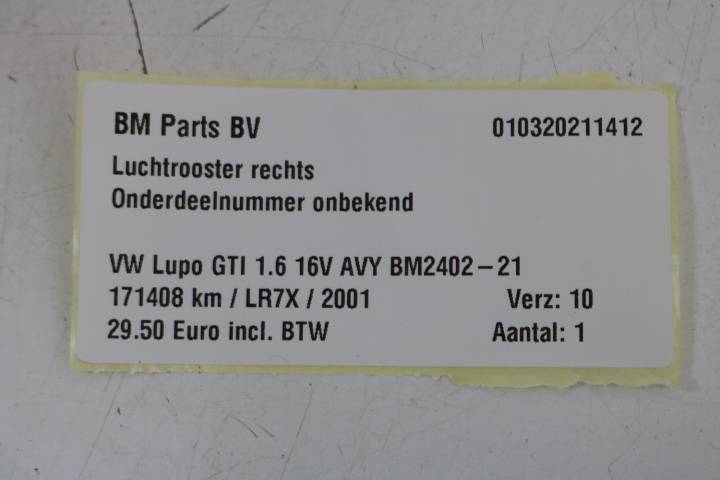 BM Parts BV 010320211412
Luchtrooster rechts
Onderdeelnummer onbekend
VW Lupo GTI 1.6 16V AVY BM2402-21
171408 km / LR7X / 2001 Verz: 10
29.50 Euro incl. BTW Aantal: 1